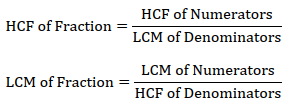 HCF of Fraction = HCF of Numerators / LCM of Denominators
LCM of Fraction = LCM of Numerators / HCF of Denominators